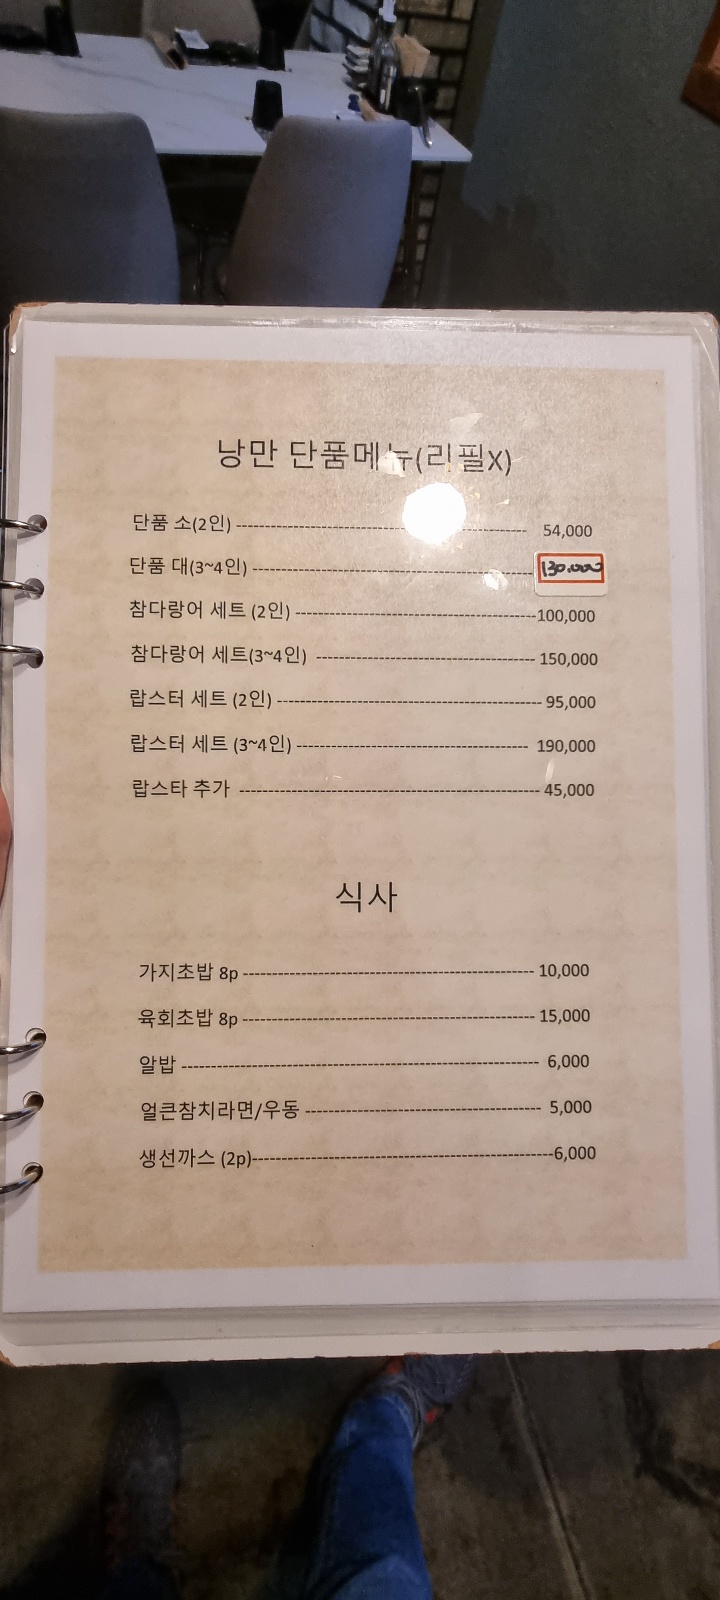 낭만 단품메뉴(리필X)
단품 소(2인) ------------------------------------------------ 54,000
단품 대(3~4인) ------------------------------------------------ 130.000
참다랑어 세트 (2인) ------------------------------------------100,000
참다랑어 세트(3~4인) -------------------------------------- 150,000
랍스터 세트 (2인) --------------------------------------------- 95,000
랍스터 세트 (3~4인) --------------------------------------- 190,000
랍스타 추가 ---------------------------------------------------- 45,000
식사
가지초밥 8p -------------------------------------------------- 10,000
육회초밥 8p -------------------------------------------------- 15,000
알밥 ------------------------------------------------------------ 6,000
얼큰참치라면/우동 ---------------------------------------- 5,000
생선까스 (2p)---------------------------------------------------6,000